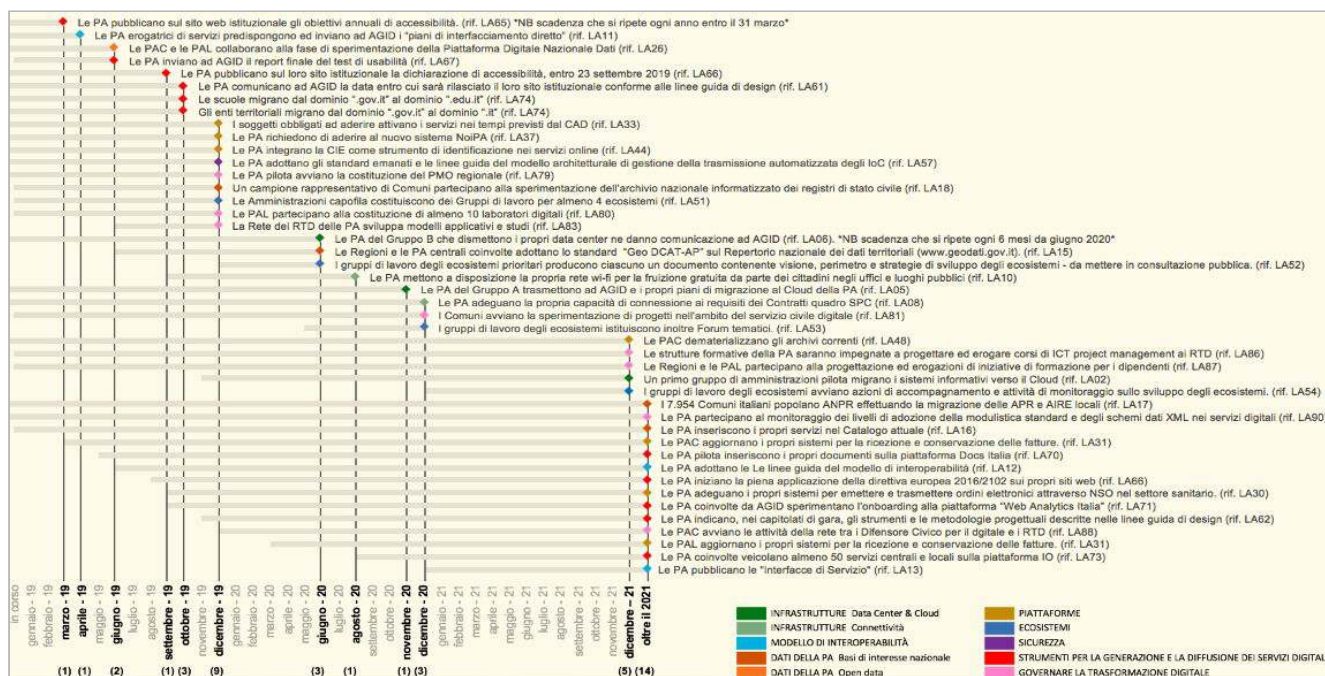 Le PA pubblicano sul sito web istituzionale gli obiettivi annuali di accessibilità. (rif. LA65) *NB scadenza che si ripete ogni anno entro il 31 marzo*
Le PA erogatrici di servizi predispongono ed inviano ad AGID i "piani di interfacciamento diretto" (rif. LA11)
Le PAC e le PAL collaborano alla fase di sperimentazione della Piattaforma Digitale Nazionale Dati (rif. LA26)
Le PA inviano ad AGID il report finale del test di usabilità (rif. LA67)
Le PA pubblicano sul loro sito istituzionale la dichiarazione di accessibilità, entro 23 settembre 2019 (rif. LA66)
Le PA comunicano ad AGID la data entro cui sarà rilasciato il loro sito istituzionale conforme alle linee guida di design (rif. LA61)
Le scuole migrano dal dominio ".gov.it" al dominio ".edu.it" (rif. LA74)
Gli enti territoriali migrano dal dominio ".gov.it" al dominio ".it" (rif. LA74)
I soggetti obbligati ad aderire attivano i servizi nei tempi previsti dal CAD (rif. LA33)
Le PA richiedono di aderire al nuovo sistema NoiPA (rif. LA37)
Le PA integrano la CIE come strumento di identificazione nei servizi online (rif. LA44)
Le PA adottano gli standard emanati e le linee guida del modello architetturale di gestione della trasmissione automatizzata degli IoC (rif. LA57)
Le PA pilota avviano la costituzione del PMO regionale (rif. LA79)
Un campione rappresentativo di Comuni partecipano alla sperimentazione dell'archivio nazionale informatizzato dei registri di stato civile (rif. LA18)
Le Amministrazioni capofila costituiscono dei Gruppi di lavoro per almeno 4 ecosistemi (rif. LA51)
Le PAL partecipano alla costituzione di almeno 10 laboratori digitali (rif. LA80)
La Rete del RTD delle PA sviluppa modelli applicativi e studi (rif. LA83)
Le PA del Gruppo B che dismettono i propri data center ne danno comunicazione ad AGID (rif. LA06). *NB scadenza che si ripete ogni 6 mesi da giugno 2020*
Le Regioni e le PA centrali coinvolte adottano lo standard "Geo DCAT-AP" sul Repertorio nazionale dei dati territoriali (www.geodati.gov.it). (rif. LA15)
I gruppi di lavoro degli ecosistemi prioritari producono ciascuno un documento contenente visione, perimetro e strategie di sviluppo degli ecosistemi - da mettere in consultazione pubblica. (rif. LA52)
Le PA mettono a disposizione la propria rete wi-fi per la fruizione gratuita da parte dei cittadini negli uffici e luoghi pubblici (rif. LA10)
Le PA del Gruppo A trasmettono ad AGID e i propri piani di migrazione al Cloud della PA (rif. LA05)
Le PA adeguano la propria capacità di connessione ai requisiti dei Contratti quadro SPC (rif. LA08)
I Comuni avviano la sperimentazione di progetti nell'ambito del servizio civile digitale (rif. LA81)
I gruppi di lavoro degli ecosistemi istituiscono inoltre Forum tematici. (rif. LA53)
Le PAC dematerializzano gli archivi correnti (rif. LA48)
Le strutture formative della PA saranno impegnate a progettare ed erogare corsi di ICT project management ai RTD (rif. LA86)
Le Regioni e le PAL partecipano alla progettazione ed erogazioni di iniziative di formazione per i dipendenti (rif. LA87)
Un primo gruppo di amministrazioni pilota migrano i sistemi informativi verso il Cloud (rif. LA02)
I gruppi di lavoro degli ecosistemi avviano azioni di accompagnamento e attività di monitoraggio sullo sviluppo degli ecosistemi. (rif. LA54)
I 7.954 Comuni italiani popolano ANPR effettuando la migrazione delle APR e AIRE locali (rif. LA17)
Le PA partecipano al monitoraggio dei livelli di adozione della modulistica standard e degli schemi dati XML nei servizi digitali (rif. LA90)
Le PA inseriscono i propri servizi nel Catalogo attuale (rif. LA16)
Le PAC aggiornano i propri sistemi per la ricezione e conservazione delle fatture. (rif. LA31)
Le PA pilota inseriscono i propri documenti sulla piattaforma Docs Italia (rif. LA70)
Le PA adottano le Le linee guida del modello di interoperabilità (rif. LA12)
Le PA iniziano la piena applicazione della direttiva europea 2016/2102 sui propri siti web (rif. LA66)
Le PA adeguano i propri sistemi per emettere e trasmettere ordini elettronici attraverso NSO nel settore sanitario. (rif. LA30)
Le PA coinvolte da AGID sperimentano l'onboarding alla piattaforma "Web Analytics Italia" (rif. LA71)
Le PA indicano, nei capitolati di gara, gli strumenti e le metodologie progettuali descritte nelle linee guida di design (rif. LA62)
Le PAC avviano le attività della rete tra i Difensore Civico per il dgitale e i RTD (rif. LA88)
Le PAL aggiornano i propri sistemi per la ricezione e conservazione delle fatture. (rif. LA31)
Le PA coinvolte veicolano almeno 50 servizi centrali e locali sulla piattaforma IO (rif. LA73)
Le PA pubblicano le "Interfacce di Servizio" (rif. LA13)
in corso
gennaio - 19
febbraio - 19
marzo - 19
aprile - 19
maggio - 19
giugno - 19
luglio - 19
agosto - 19
settembre - 19
ottobre - 19
novembre - 19
dicembre - 19
gennaio - 20
febbraio - 20
marzo - 20
aprile - 20
maggio - 20
giugno - 20
luglio - 20
agosto - 20
settembre - 20
ottobre - 20
novembre - 20
dicembre - 20
gennaio - 21
febbraio - 21
marzo - 21
aprile - 21
maggio - 21
giugno - 21
luglio - 21
agosto - 21
settembre - 21
ottobre - 21
novembre - 21
dicembre – 21
oltre il 2021
(1) (1) (2) (1) (3) (9) (3) (1) (1) (3) (5) (14)
INFRASTRUTTURE Data Center & Cloud
INFRASTRUTTURE Connettività
MODELLO DI INTEROPERABILITÀ
DATI DELLA PA Basi di interesse nazionale
DATI DELLA PA Open data
PIATTAFORME
ECOSISTEMI
SICUREZZA
STRUMENTI PER LA GENERAZIONE E LA DIFFUSIONE DEI SERVIZI DIGITAL
GOVERNARE LA TRASFORMAZIONE DIGITALE